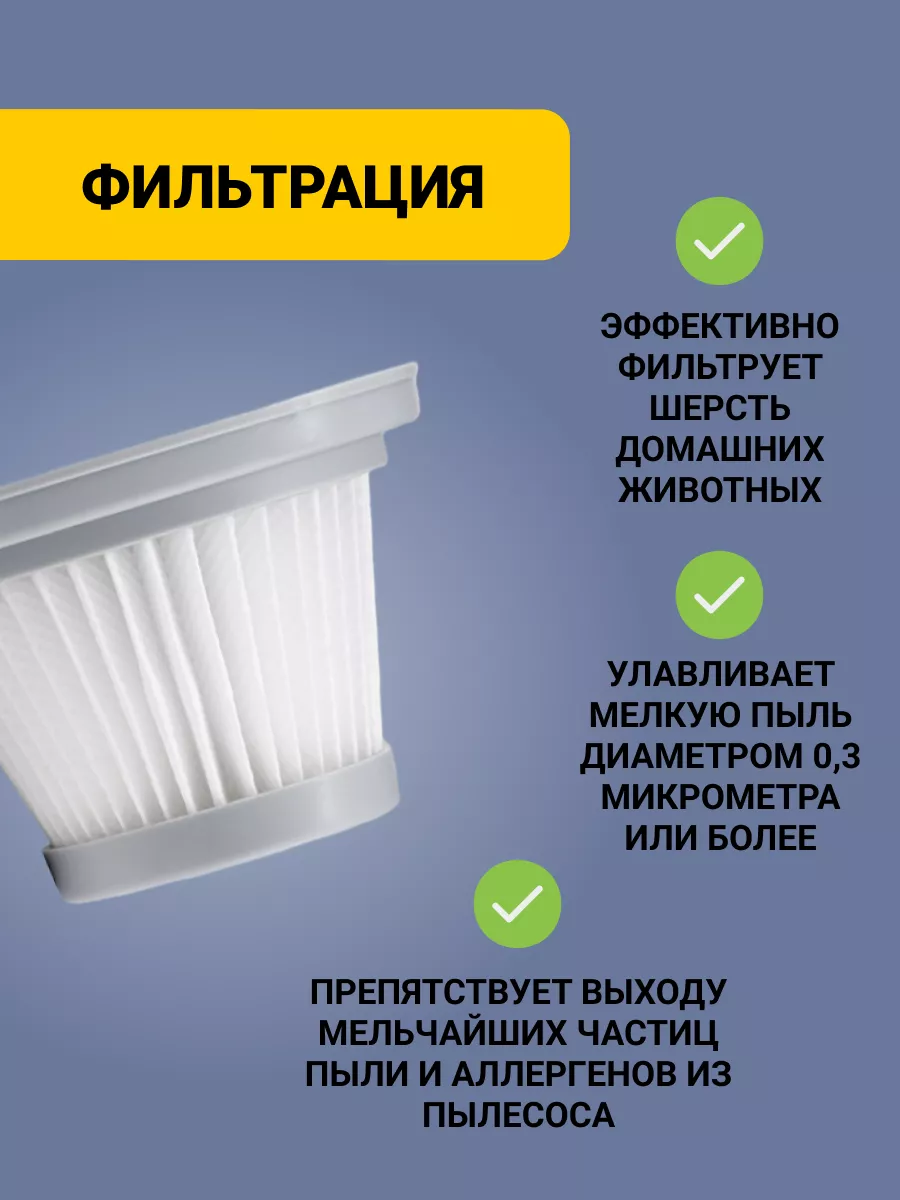 ФИЛЬТРАЦИЯ
ЭФФЕКТИВНО
ФИЛЬТРУЕТ
ШЕРСТЬ
ДОМАШНИХ
ЖИВОТНЫХ
УЛАВЛИВАЕТ
МЕЛКУЮ ПЫЛЬ
ДИАМЕТРОМ 0,3
МИКРОМЕТРА
ИЛИ БОЛЕЕ
ПРЕПЯТСТВУЕТ ВЫХОДУ
МЕЛЬЧАЙШИХ ЧАСТИЦ
ПЫЛИ И АЛЛЕРГЕНОВ ИЗ
ПЫЛЕСОСА